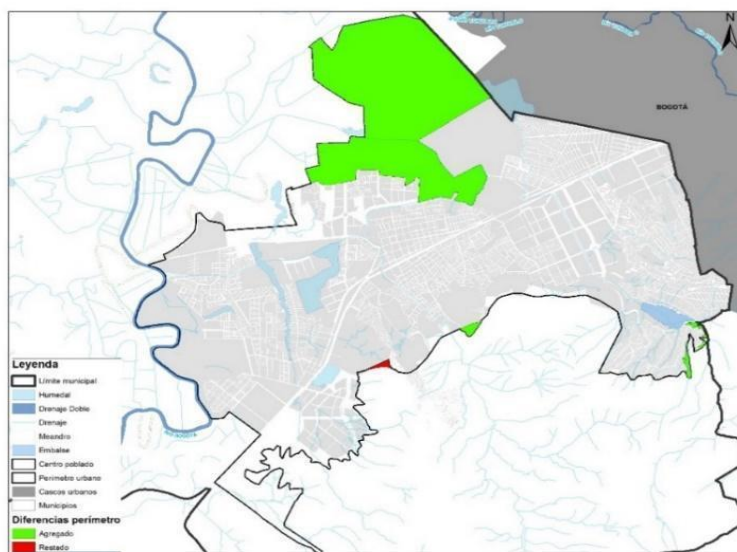 N
BOGOTÁ
Leyenda
Límite municipal
Humedal
Drenaje Doble
Drenaje
Meandro
Embalse
Centro poblado
Perímetro urbano
Cascos urbanos
Municipios
Diferencias perímetro
Agregado
Restado